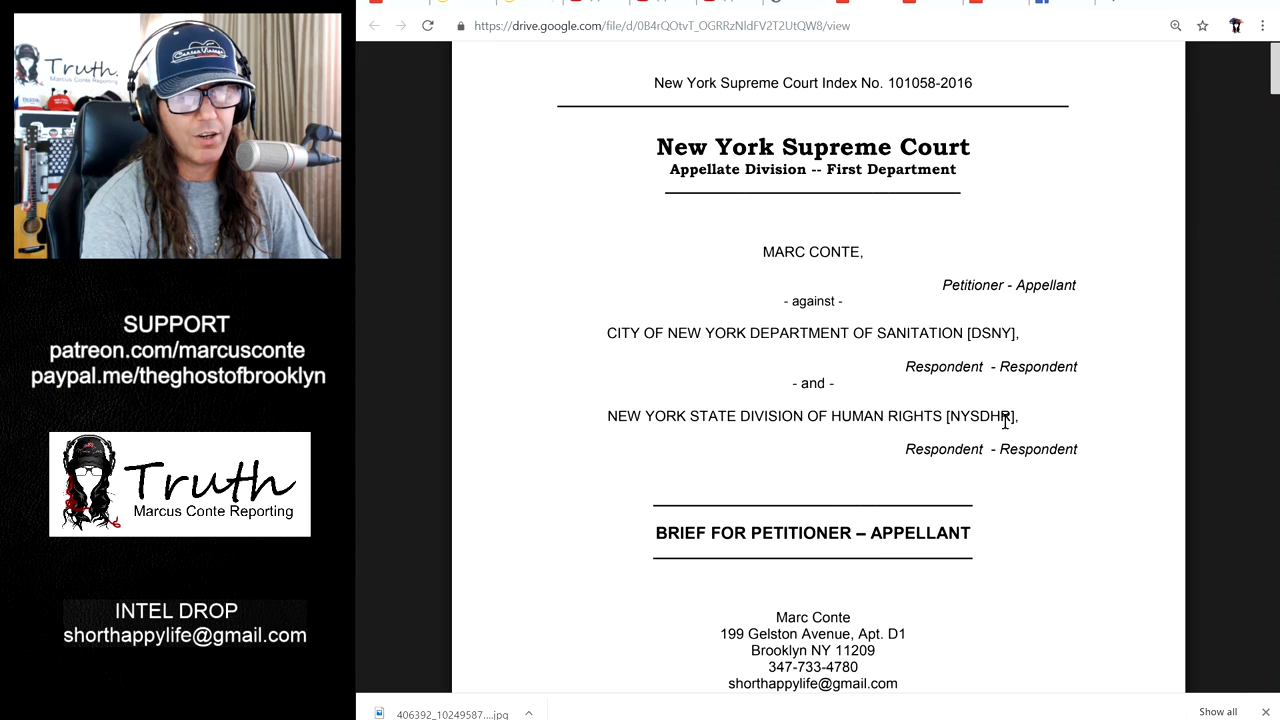 Truth.
Marcus Conte Reporting
SUPPORT
patreon.com/marcusconte
paypal.me/theghostofbrooklyn
Truth
Marcus Conte Reporting
INTEL DROP
shorthappylife@gmail.com
https://drive.google.com/file/d/0B4rQOtvT_OGRRzNldFV2T2UtQW8/view
New York Supreme Court Index No. 101058-2016
New York Supreme Court
Appellate Division -- First Department
MARC CONTE,
Petitioner - Appellant
- against -
CITY OF NEW YORK DEPARTMENT OF SANITATION [DSNY],
Respondent - Respondent
- and -
NEW YORK STATE DIVISION OF HUMAN RIGHTS [NYSDHR],
Respondent - Respondent
BRIEF FOR PETITIONER – APPELLANT
Marc Conte
199 Gelston Avenue, Apt. D1
Brooklyn NY 11209
347-733-4780
shorthappylife@gmail.com
406392_10249587....jpg
Show all